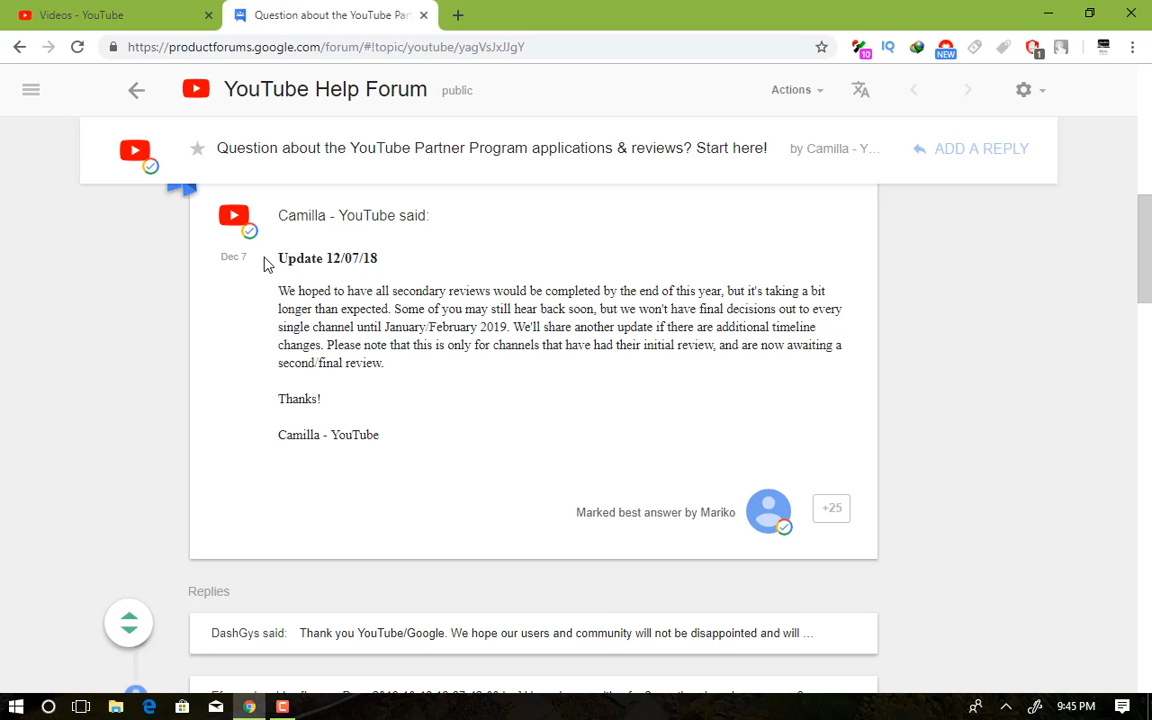 Videos - YouTube
Question about the YouTube Par
https://productforums.google.com/forum/#!topic/youtube/yagVsJxJJgY
10
IQ
NEW
1
YouTube Help Forum public
Actions
Question about the YouTube Partner Program applications & reviews? Start here!
by Camilla - Y...
ADD A REPLY
Camilla - YouTube said:
Dec 7
Update 12/07/18
We hoped to have all secondary reviews would be completed by the end of this year, but it's taking a bit
longer than expected. Some of you may still hear back soon, but we won't have final decisions out to every
single channel until January/February 2019. We'll share another update if there are additional timeline
changes. Please note that this is only for channels that have had their initial review, and are now awaiting a
second/final review.
Thanks!
Camilla - YouTube
Marked best answer by Mariko
+25
Replies
DashGys said: Thank you YouTube/Google. We hope our users and community will not be disappointed and will ...
9:45 PM